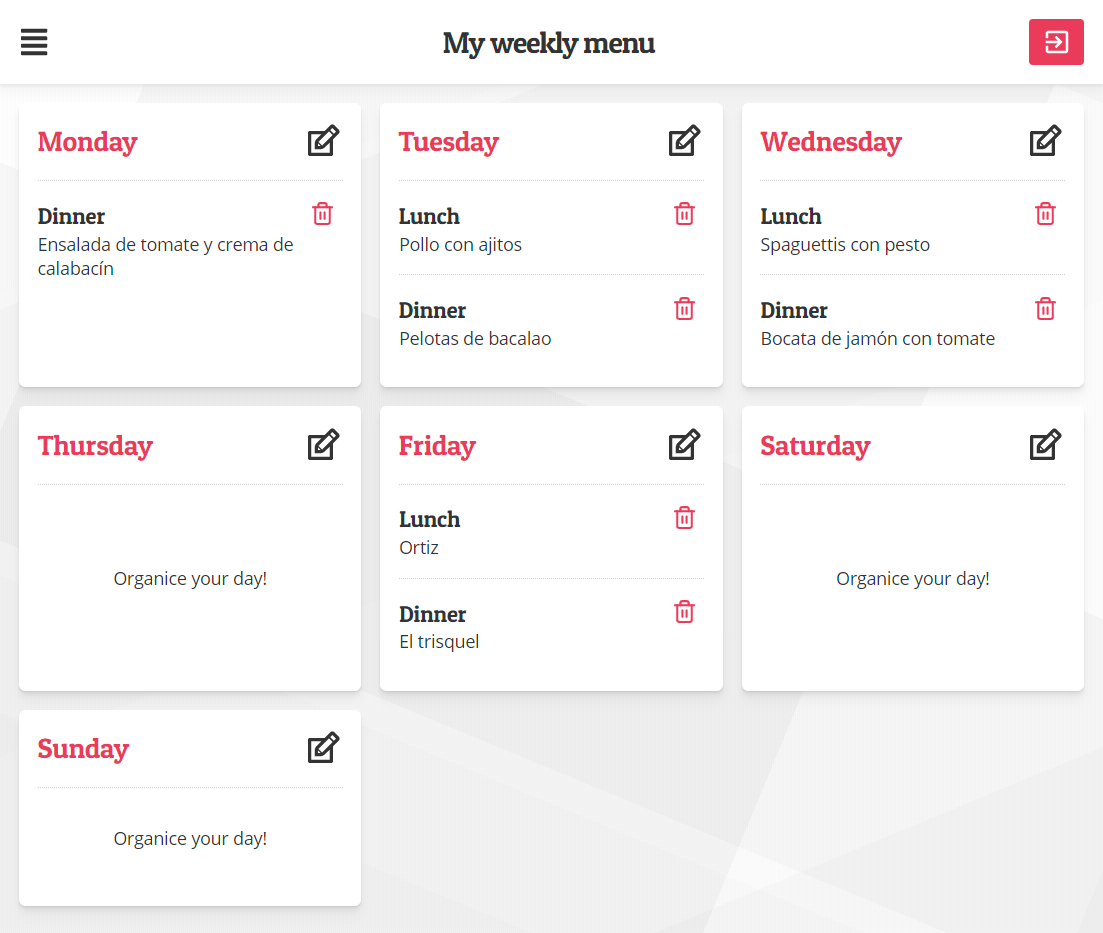 My weekly menu
Monday
Dinner
Ensalada de tomate y crema de
calabacín
Tuesday
Lunch
Pollo con ajitos
Dinner
Pelotas de bacalao
Wednesday
Lunch
Spaguettis con pesto
Dinner
Bocata de jamón con tomate
Thursday
Organice your day!
Friday
Lunch
Ortiz
Dinner
El trisquel
Saturday
Organice your day!
Sunday
Organice your day!